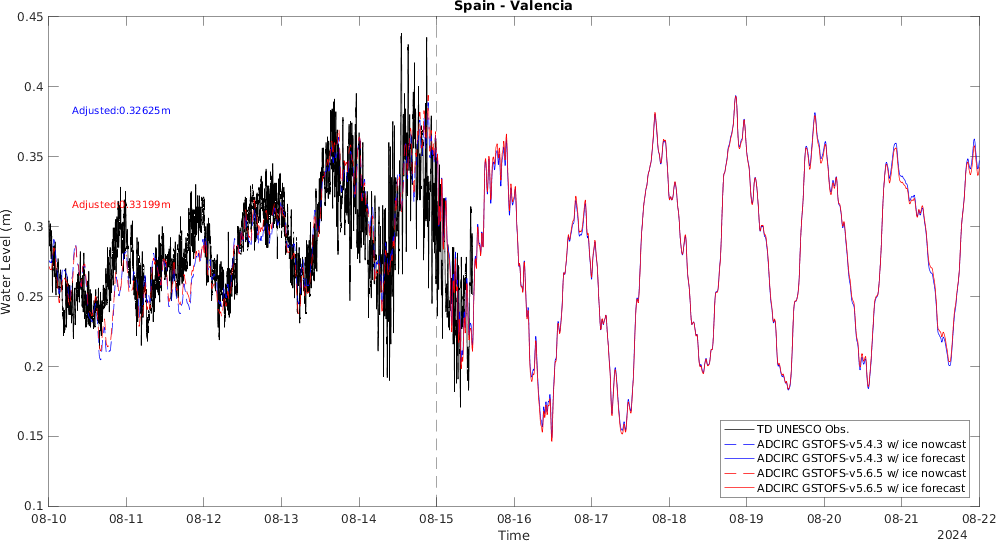 Spain - Valencia
0.45
0.4
0.35
0.3
0.25
0.2
0.15
0.1
Water Level (m)
Adjusted:0.32625m
Adjusted:0.33199m
TD UNESCO Obs.
ADCIRC GSTOFS-v5.4.3 w/ ice nowcast
ADCIRC GSTOFS-v5.4.3 w/ ice forecast
ADCIRC GSTOFS-v5.6.5 w/ ice nowcast
ADCIRC GSTOFS-v5.6.5 w/ ice forecast
08-10 08-11 08-12 08-13 08-14 08-15 08-16 08-17 08-18 08-19 08-20 08-21 08-22
Time
2024